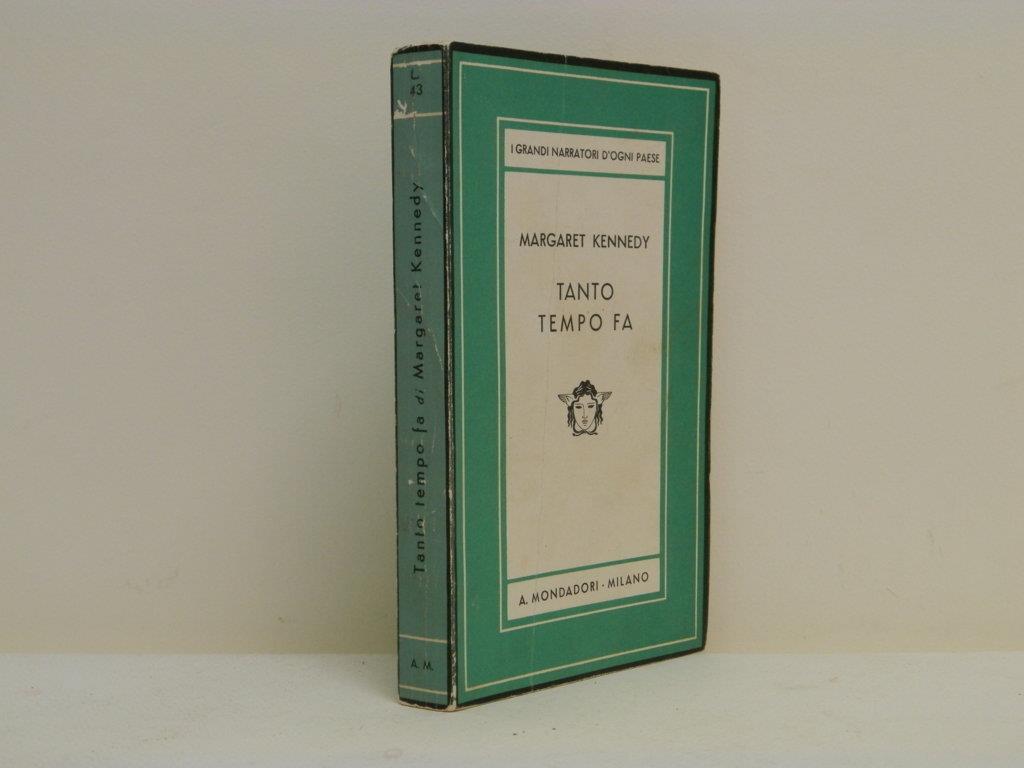 L.
43
Tanto tempo fa di Margaret Kennedy
A. M.
I GRANDI NARRATORI D'OGNI PAESE
MARGARET KENNEDY
TANTO
TEMPO FA
A. MONDADORI - MILANO